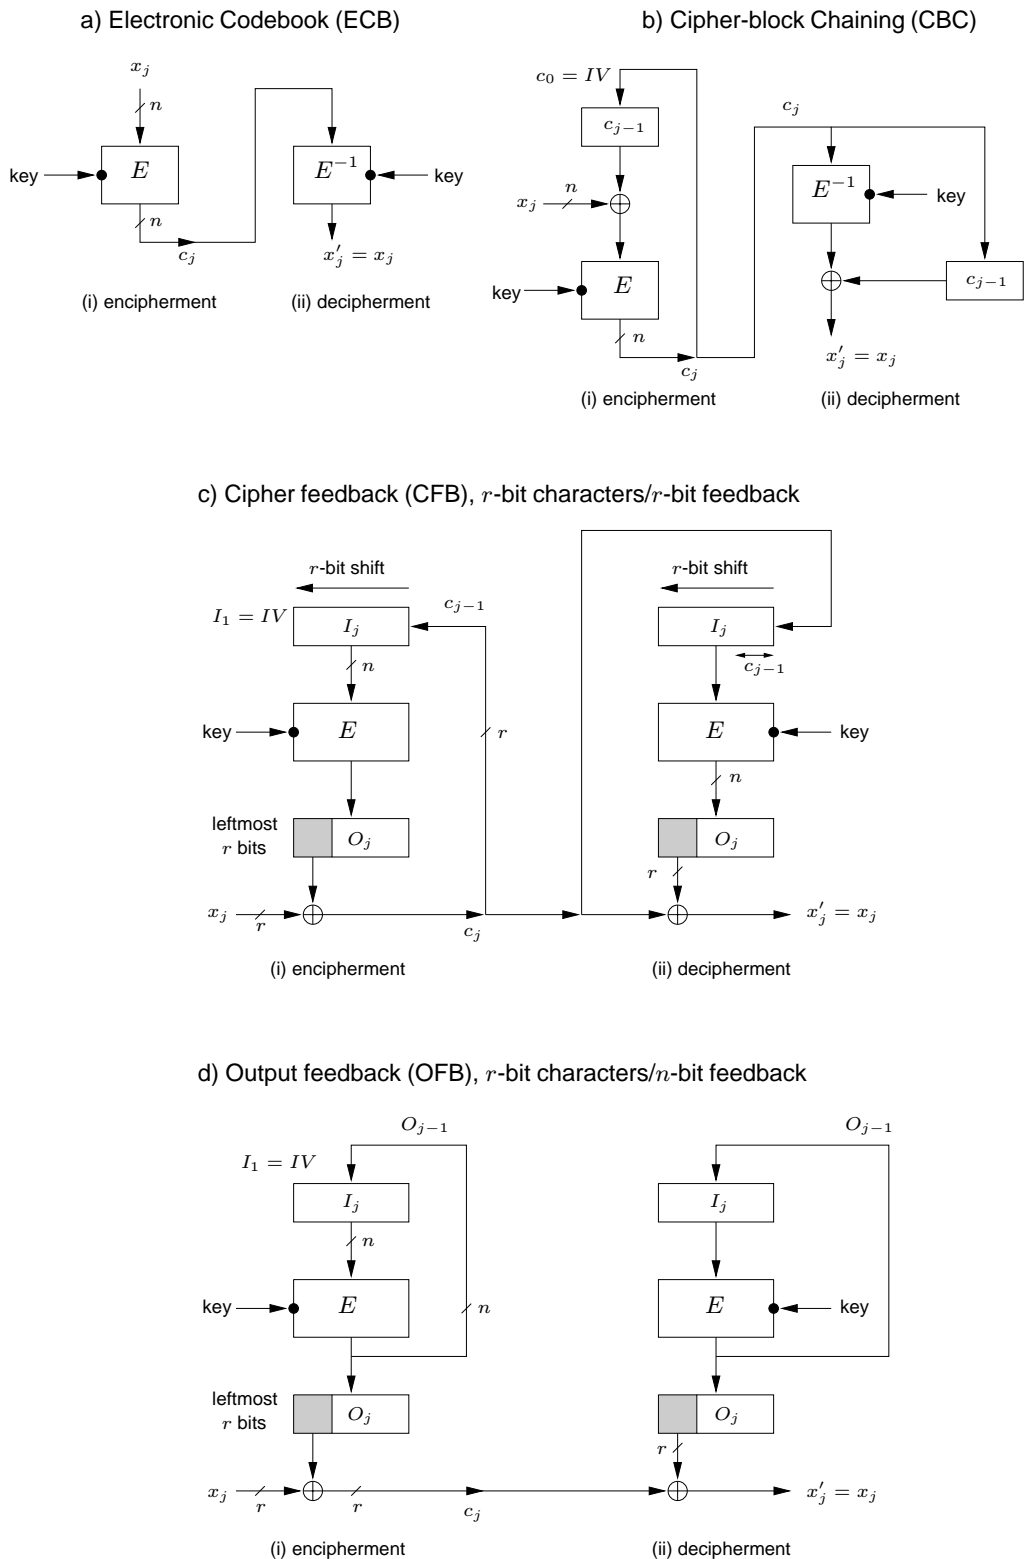 a) Electronic Codebook (ECB)
x_j
n
key
E
n
c_j
E^{-1}
key
x'_j = x_j
(i) encipherment
(ii) decipherment
b) Cipher-block Chaining (CBC)
c_0 = IV
c_{j-1}
n
x_j
key
E
n
c_j
(i) encipherment
c_j
E^{-1}
key
c_{j-1}
x'_j = x_j
(ii) decipherment
c) Cipher feedback (CFB), r-bit characters/r-bit feedback
r-bit shift
I_1 = IV
I_j
c_{j-1}
n
key
E
r
leftmost
r bits
O_j
x_j
r
c_j
(i) encipherment
r-bit shift
I_j
c_{j-1}
E
key
n
O_j
r
x'_j = x_j
(ii) decipherment
d) Output feedback (OFB), r-bit characters/n-bit feedback
O_{j-1}
I_1 = IV
I_j
n
key
E
n
leftmost
r bits
O_j
x_j
r
r
c_j
(i) encipherment
O_{j-1}
I_j
E
key
O_j
r
x'_j = x_j
(ii) decipherment